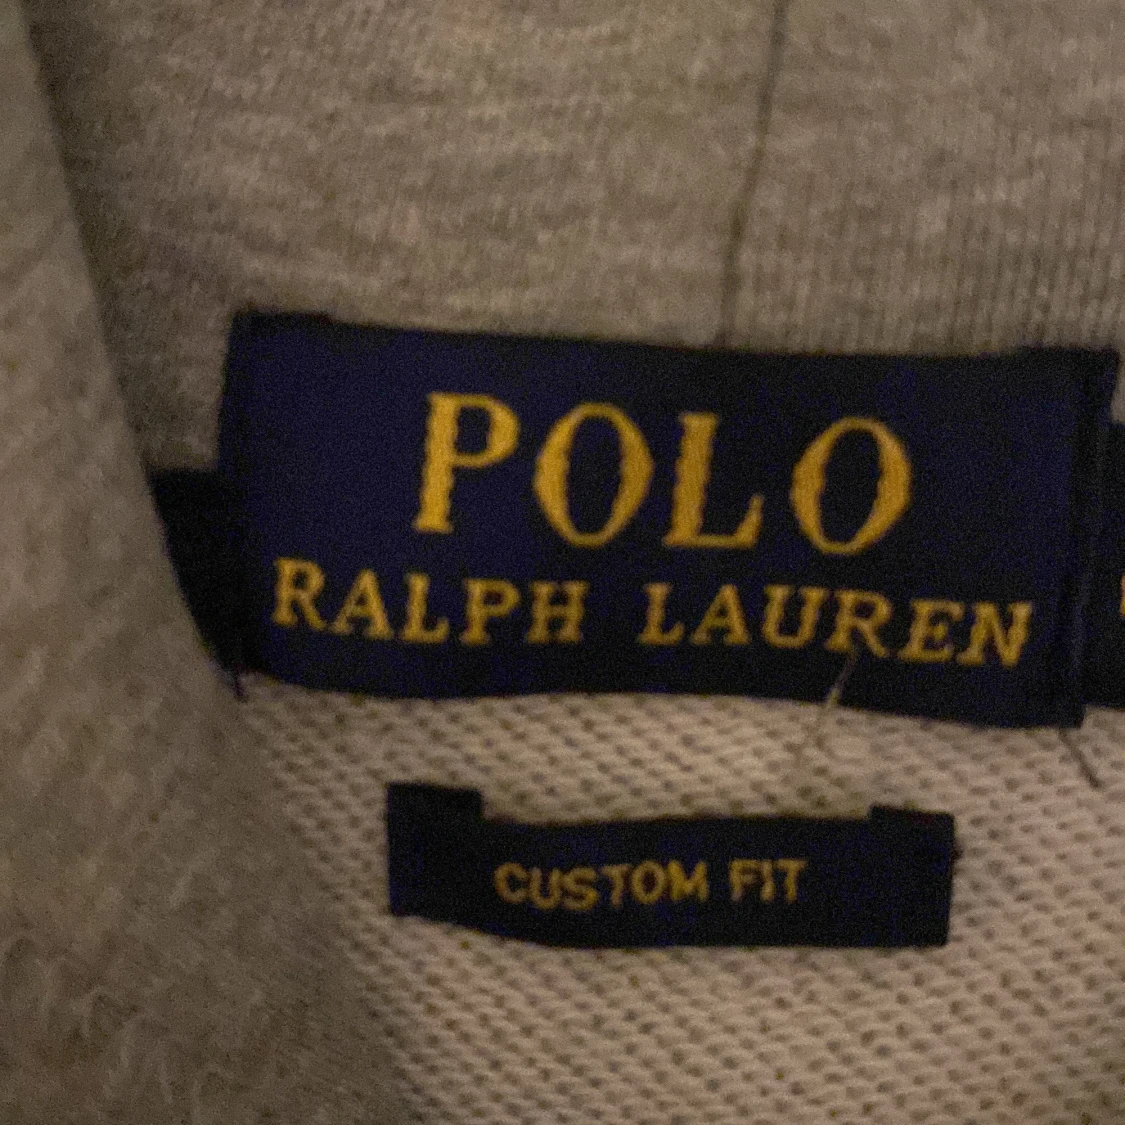 POLO
RALPH LAUREN
CUSTOM FIT